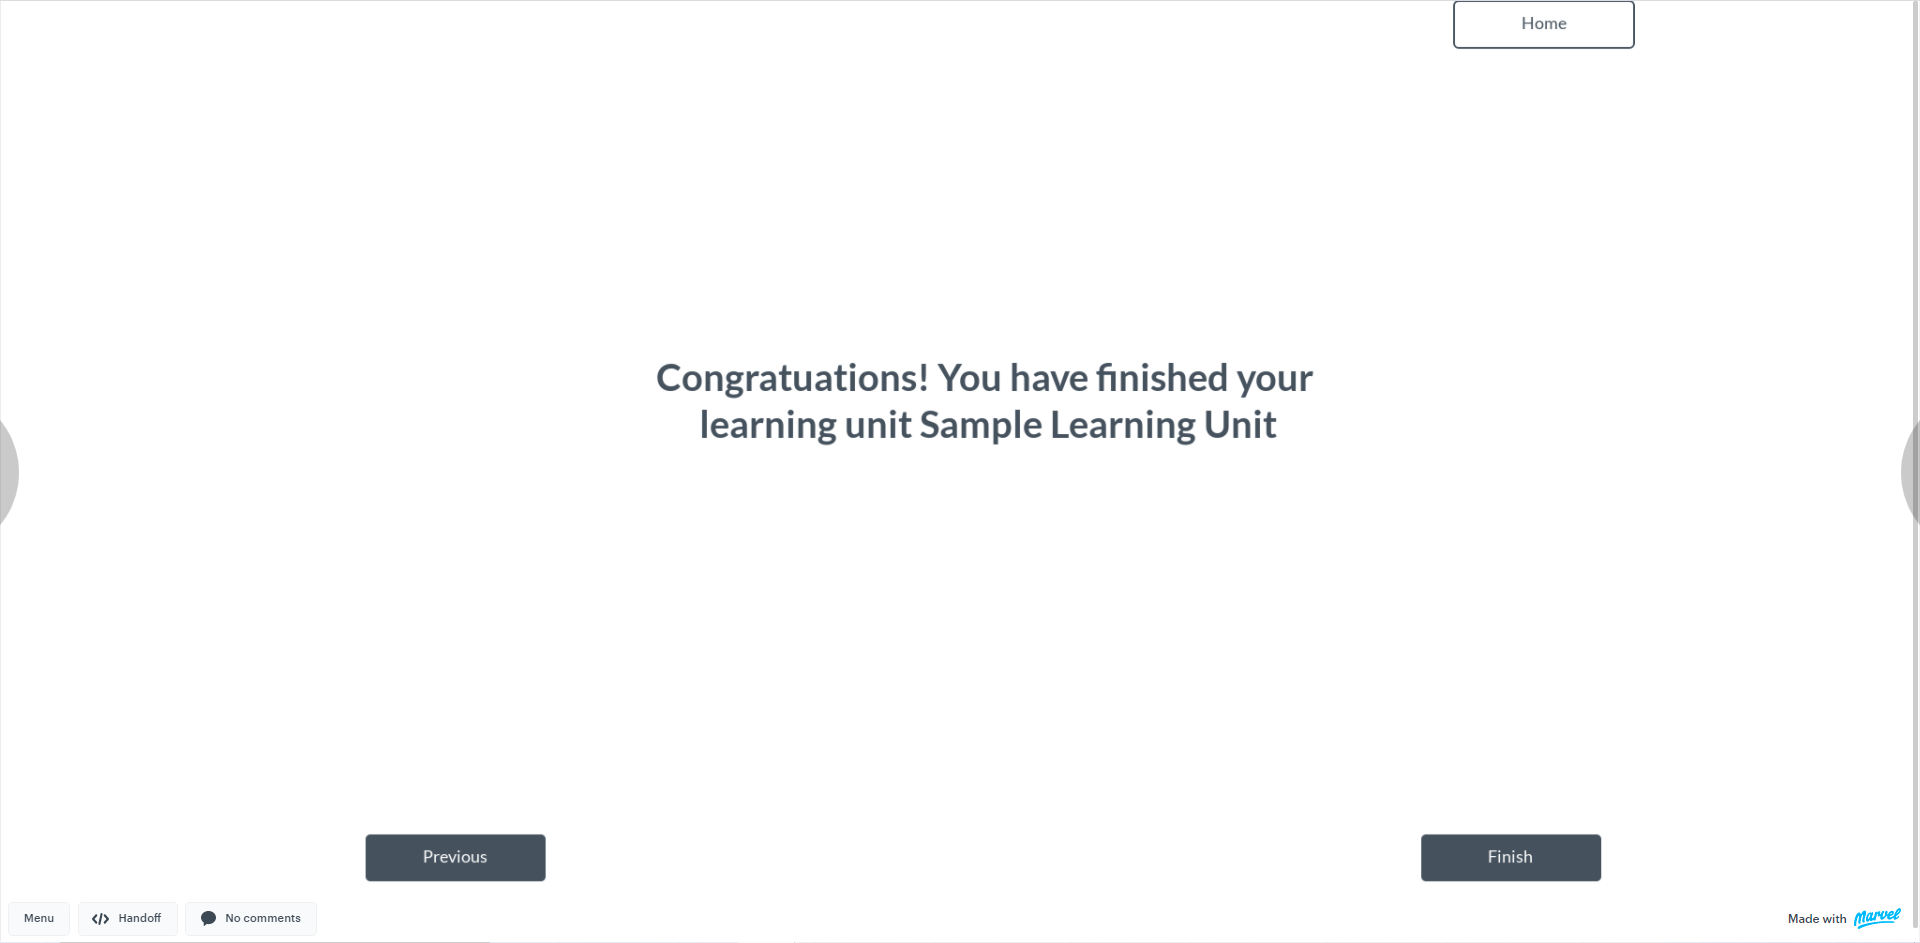 Home
Congratuations! You have finished your
learning unit Sample Learning Unit
Previous
Finish
Menu
Handoff
No comments
Made with Marvel